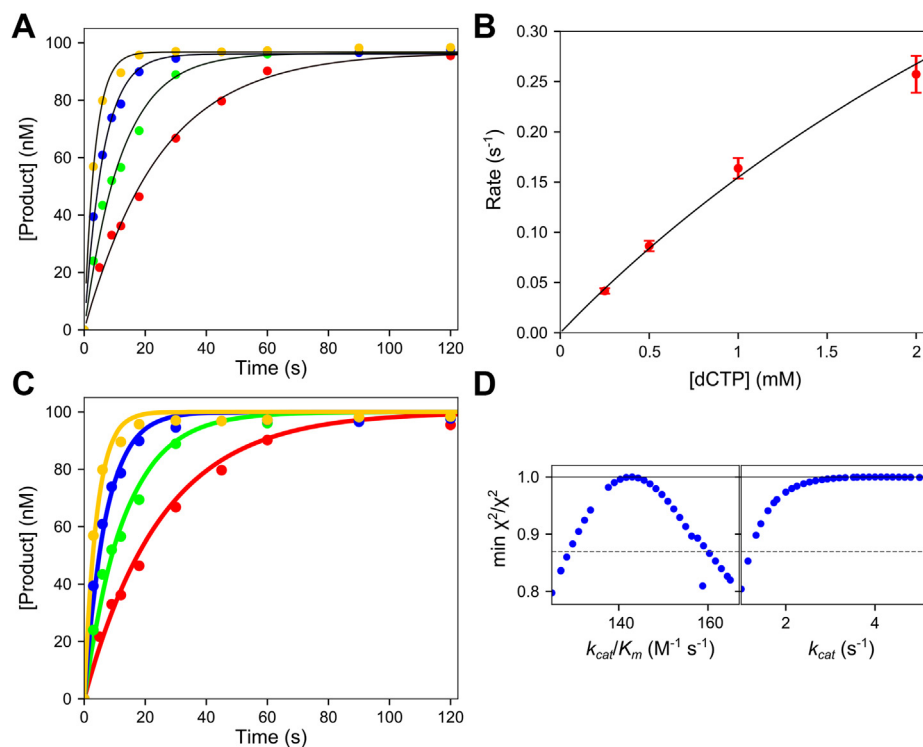 A
100
80
60
40
20
0
[Product] (nM)
0 20 40 60 80 100 120
Time (s)
B
0.30
0.25
0.20
0.15
0.10
0.05
0.00
Rate (s⁻¹)
0 0.5 1 1.5 2
[dCTP] (mM)
C
100
80
60
40
20
0
[Product] (nM)
0 20 40 60 80 100 120
Time (s)
D
1.0
0.9
0.8
min χ²/χ²
140 160
kcat/Km (M⁻¹ s⁻¹)
2 4
kcat (s⁻¹)